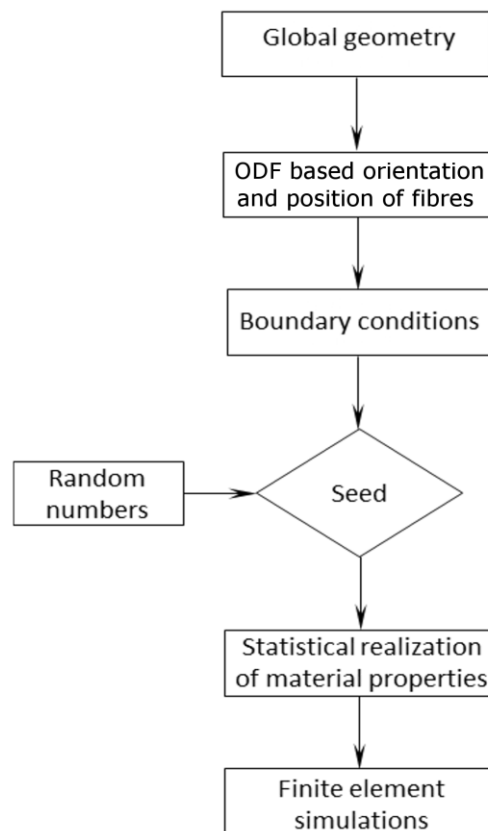 Global geometry
ODF based orientation
and position of fibres
Boundary conditions
Random
numbers
Seed
Statistical realization
of material properties
Finite element
simulations